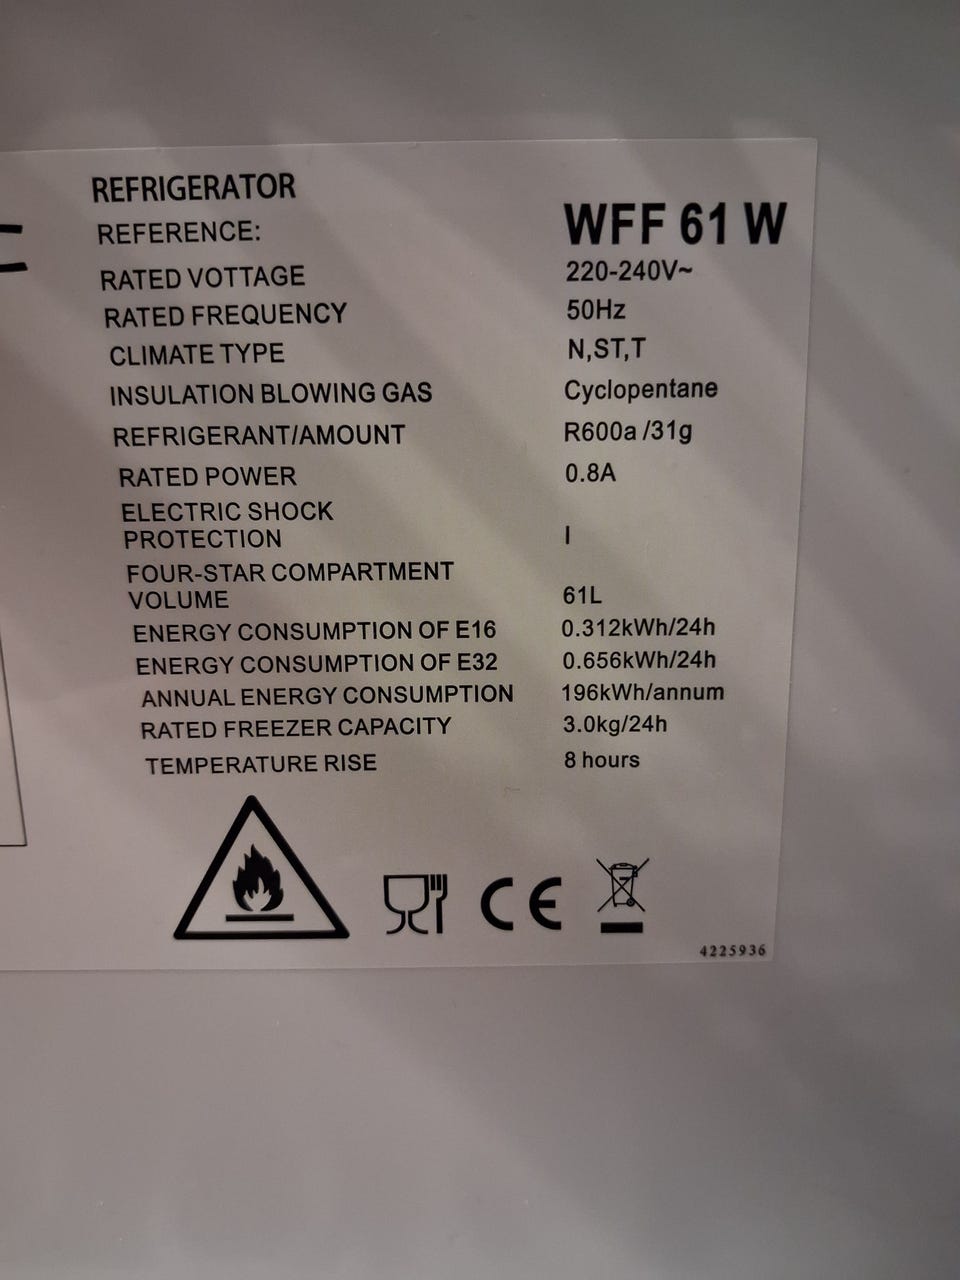 REFRIGERATOR
REFERENCE: WFF 61 W
RATED VOTTAGE 220-240V~
RATED FREQUENCY 50Hz
CLIMATE TYPE N,ST,T
INSULATION BLOWING GAS Cyclopentane
REFRIGERANT/AMOUNT R600a /31g
RATED POWER 0.8A
ELECTRIC SHOCK
PROTECTION I
FOUR-STAR COMPARTMENT
VOLUME 61L
ENERGY CONSUMPTION OF E16 0.312kWh/24h
ENERGY CONSUMPTION OF E32 0.656kWh/24h
ANNUAL ENERGY CONSUMPTION 196kWh/annum
RATED FREEZER CAPACITY 3.0kg/24h
TEMPERATURE RISE 8 hours
CE
4225936